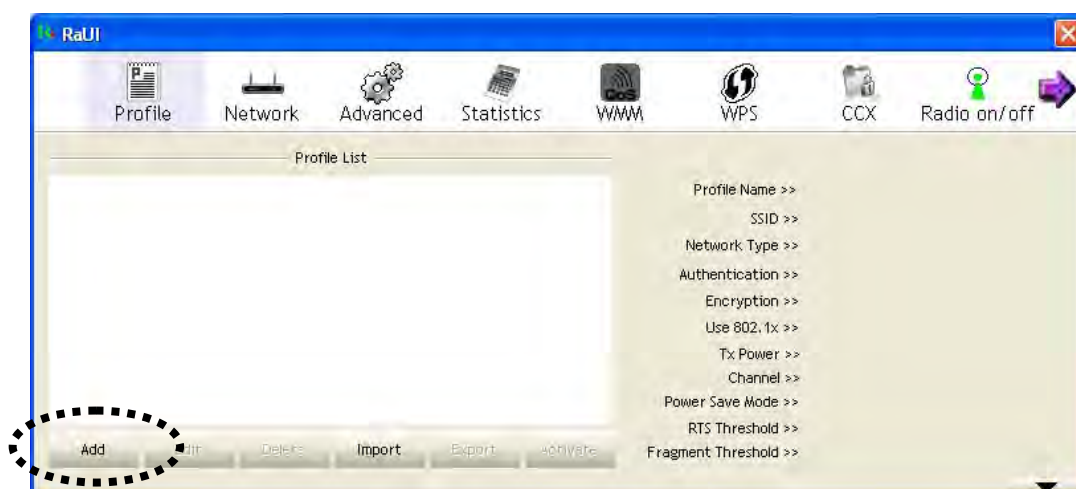 RaUI
Profile Network Advanced Statistics WMM WPS CCX Radio on/off
QoS
Profile List
Profile Name >>
SSID >>
Network Type >>
Authentication >>
Encryption >>
Use 802.1x >>
Tx Power >>
Channel >>
Power Save Mode >>
RTS Threshold >>
Fragment Threshold >>
Add Edit Delete Import Export Activate